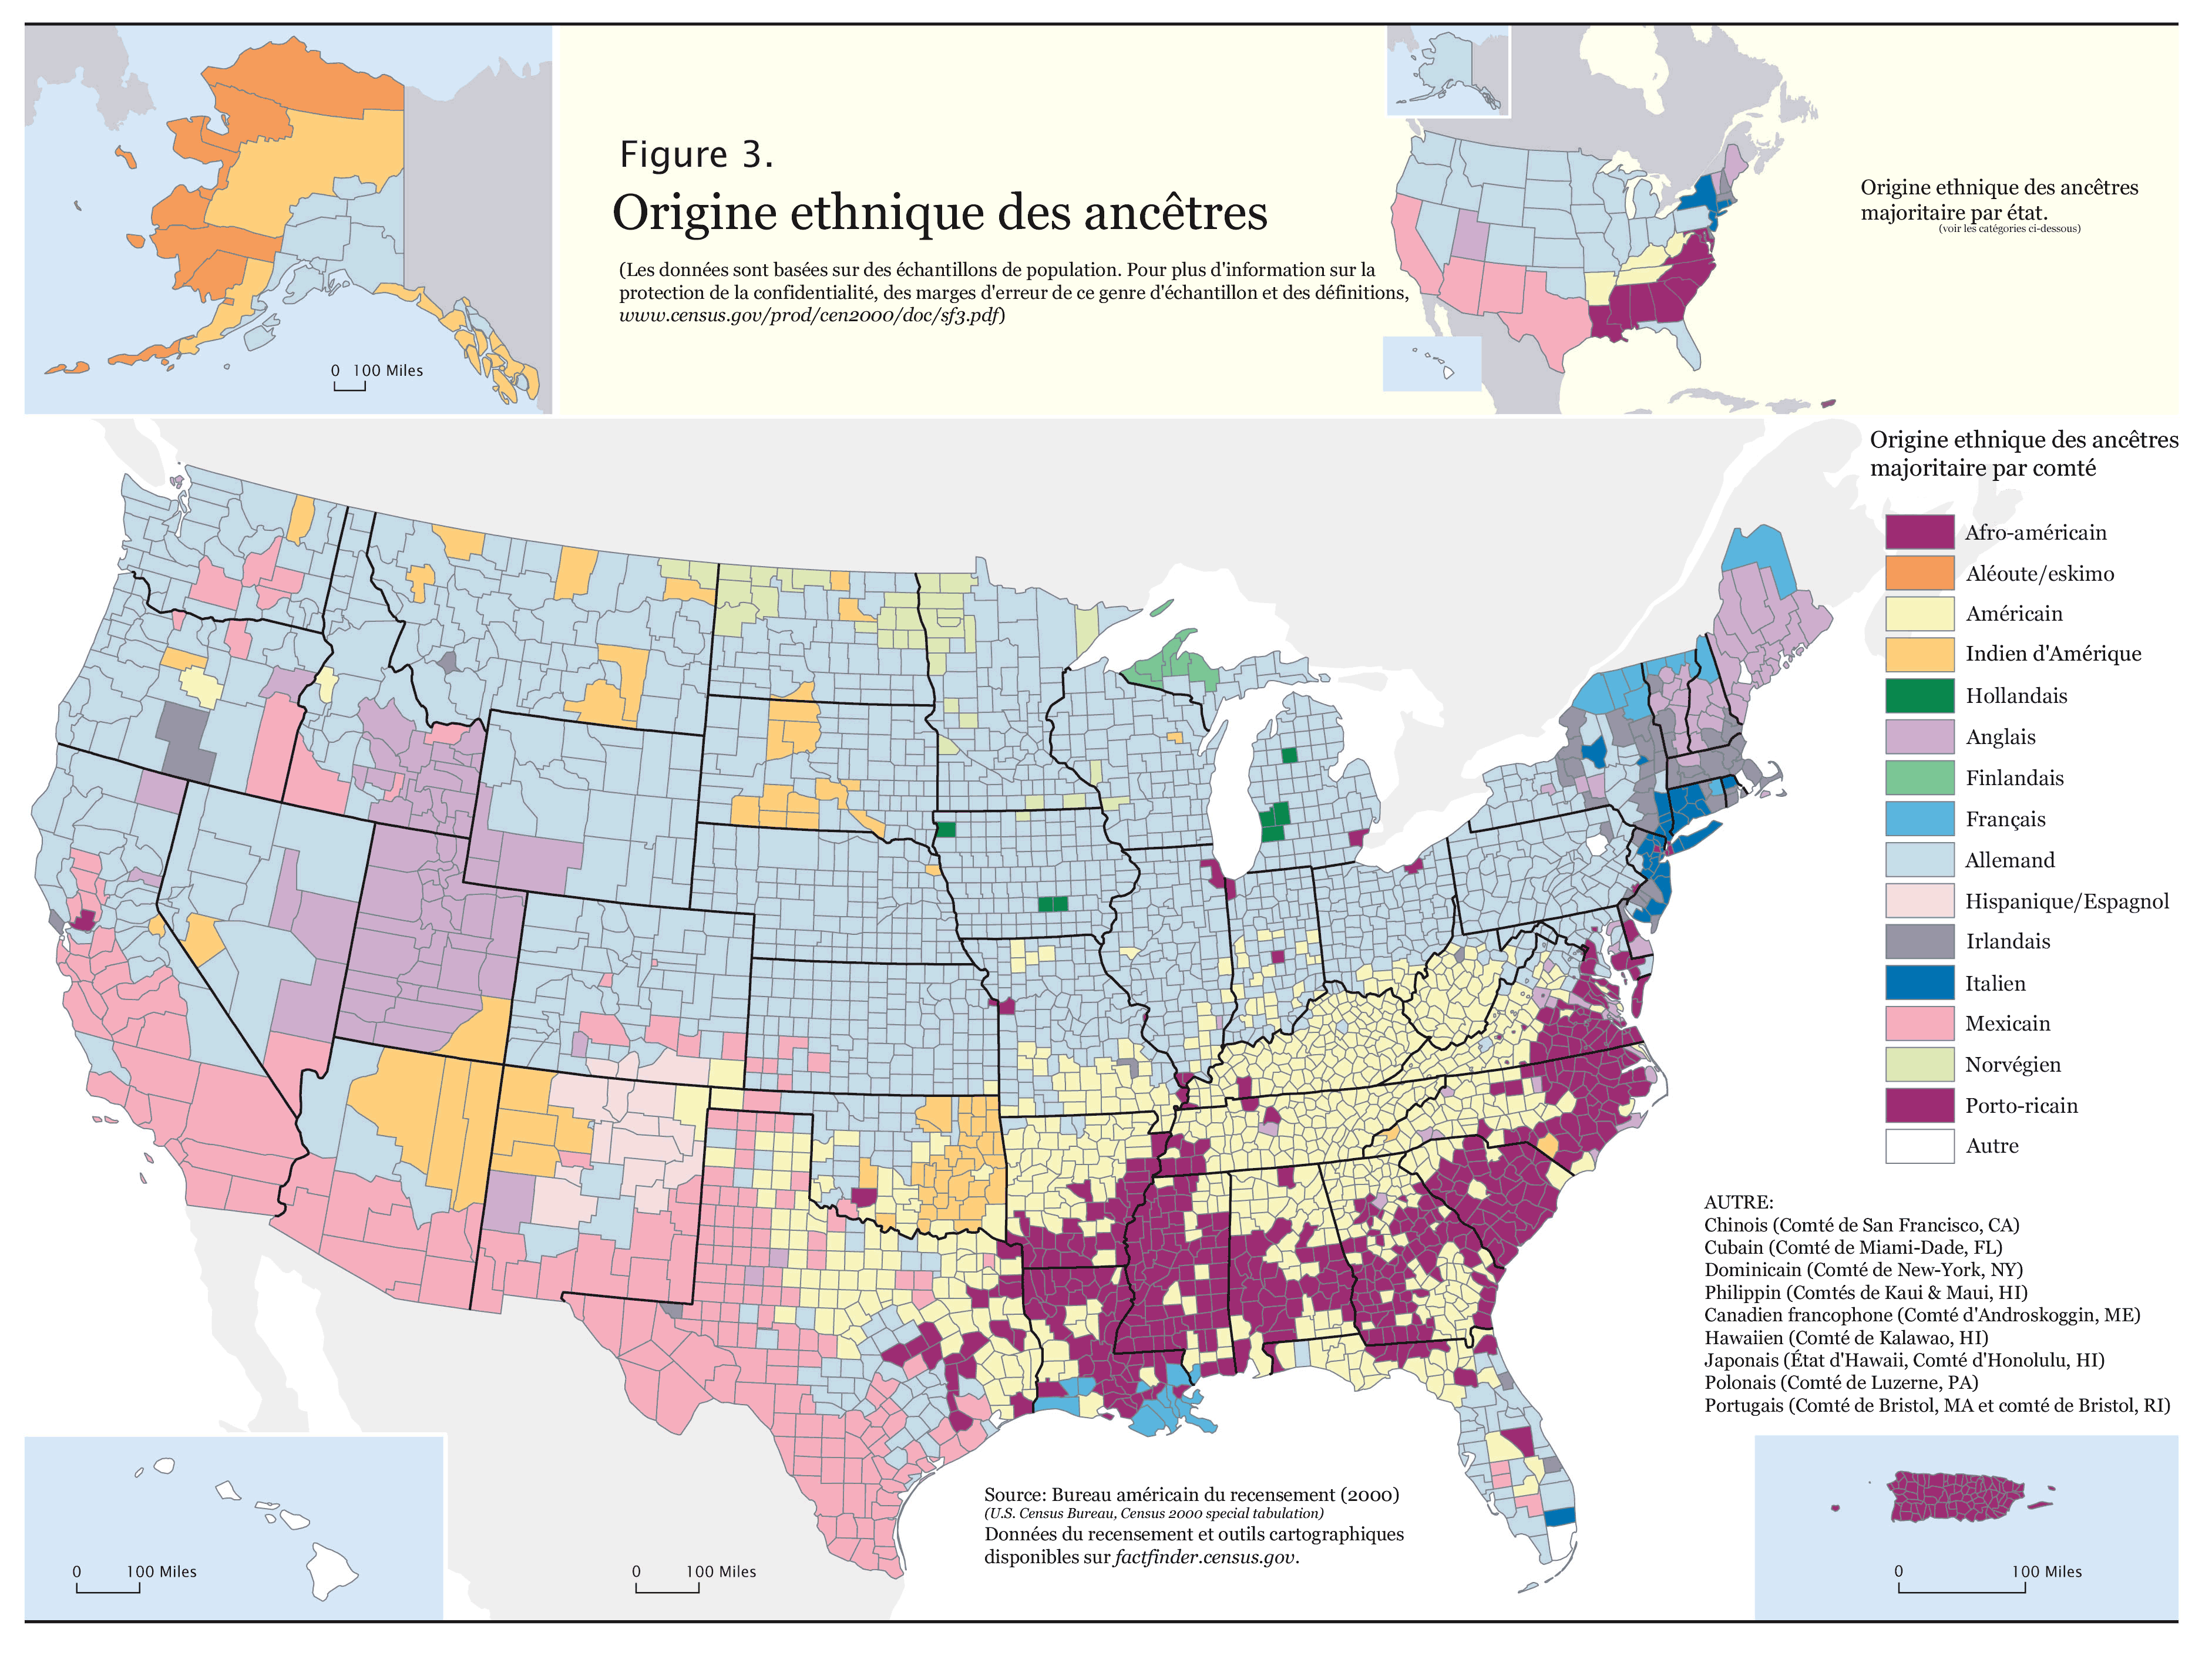 Figure 3.
Origine ethnique des ancêtres
(Les données sont basées sur des échantillons de population. Pour plus d'information sur la
protection de la confidentialité, des marges d'erreur de ce genre d'échantillon et des définitions,
www.census.gov/prod/cen2000/doc/sf3.pdf)
0 100 Miles
Origine ethnique des ancêtres
majoritaire par état.
(voir les catégories ci-dessous)
Origine ethnique des ancêtres
majoritaire par comté
Afro-américain
Aléoute/eskimo
Américain
Indien d'Amérique
Hollandais
Anglais
Finlandais
Français
Allemand
Hispanique/Espagnol
Irlandais
Italien
Mexicain
Norvégien
Porto-ricain
Autre
AUTRE:
Chinois (Comté de San Francisco, CA)
Cubain (Comté de Miami-Dade, FL)
Dominicain (Comté de New-York, NY)
Philippin (Comtés de Kaui & Maui, HI)
Canadien francophone (Comté d'Androskoggin, ME)
Hawaiien (Comté de Kalawao, HI)
Japonais (État d'Hawaii, Comté d'Honolulu, HI)
Polonais (Comté de Luzerne, PA)
Portugais (Comté de Bristol, MA et comté de Bristol, RI)
Source: Bureau américain du recensement (2000)
(U.S. Census Bureau, Census 2000 special tabulation)
Données du recensement et outils cartographiques
disponibles sur factfinder.census.gov.
0 100 Miles
0 100 Miles
0 100 Miles